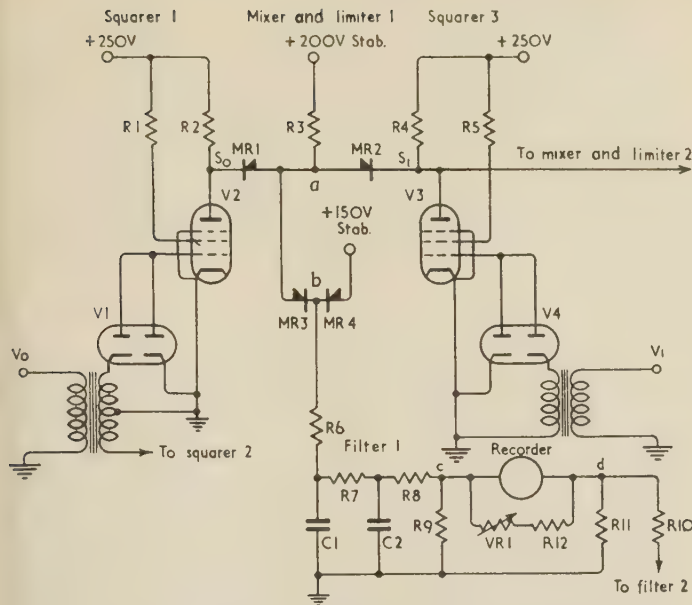 Squarer 1 Mixer and limiter 1 Squarer 3
+250V +200V Stab. +250V
R1 R2 R3 R4 R5
MR1 MR2
S₀ a S₁ To mixer and limiter 2
V2 V3
+150V
Stab.
b
MR3 MR4
V1 V4
V₀ V₁
R6
To squarer 2
Filter 1 Recorder
c d
R7 R8
R9 R11 R10
C1 C2 VR1 R12
To filter 2